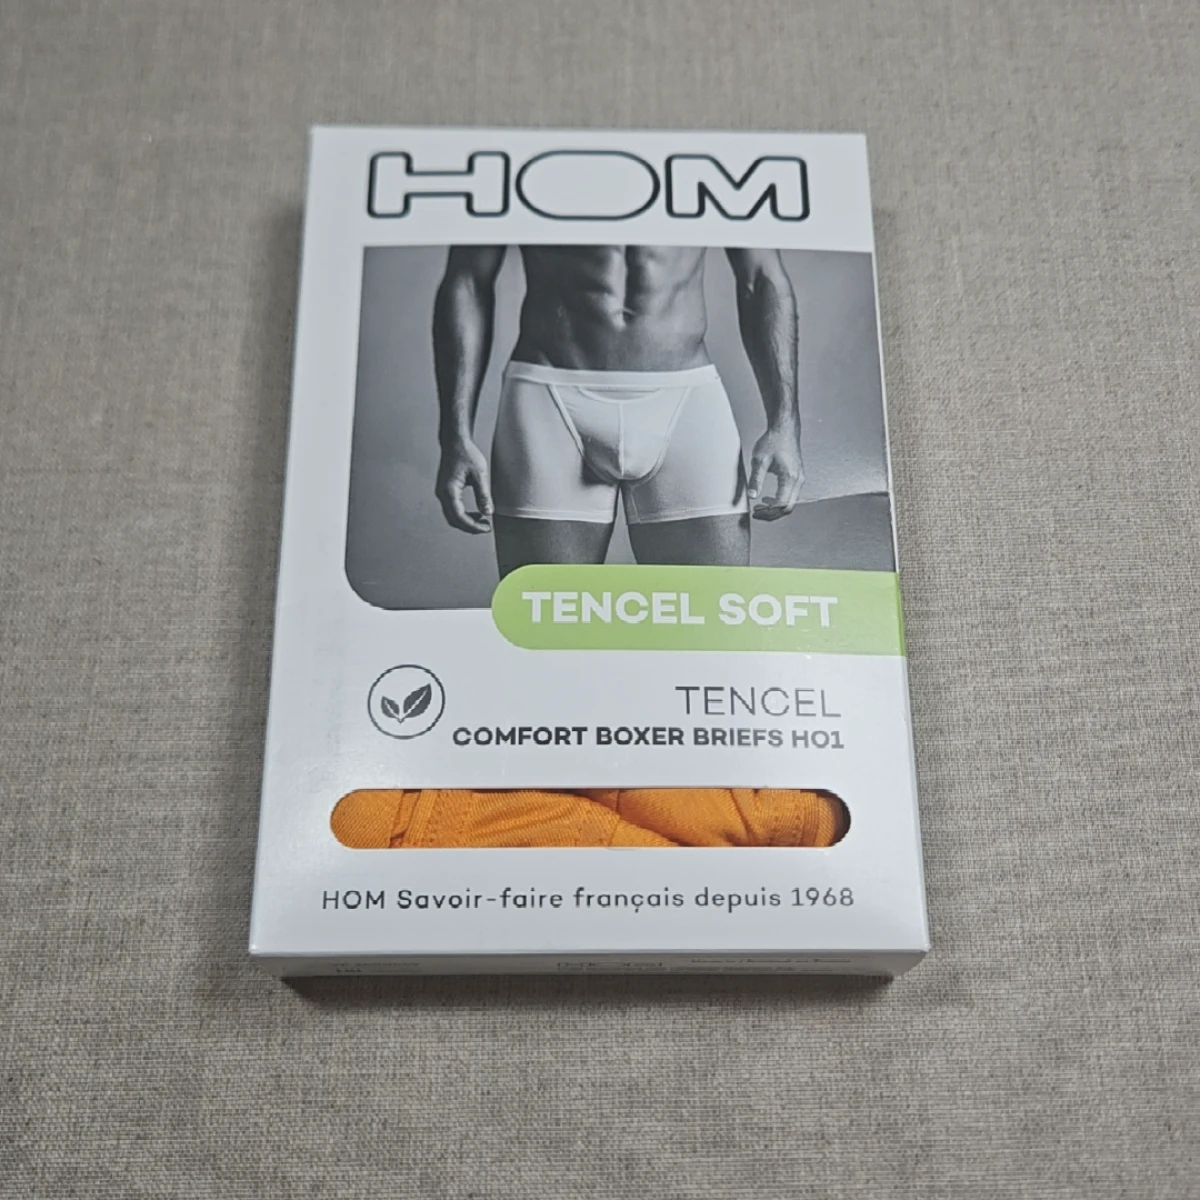 HOM
TENCEL SOFT
TENCEL
COMFORT BOXER BRIEFS HO1
HOM Savoir-faire français depuis 1968